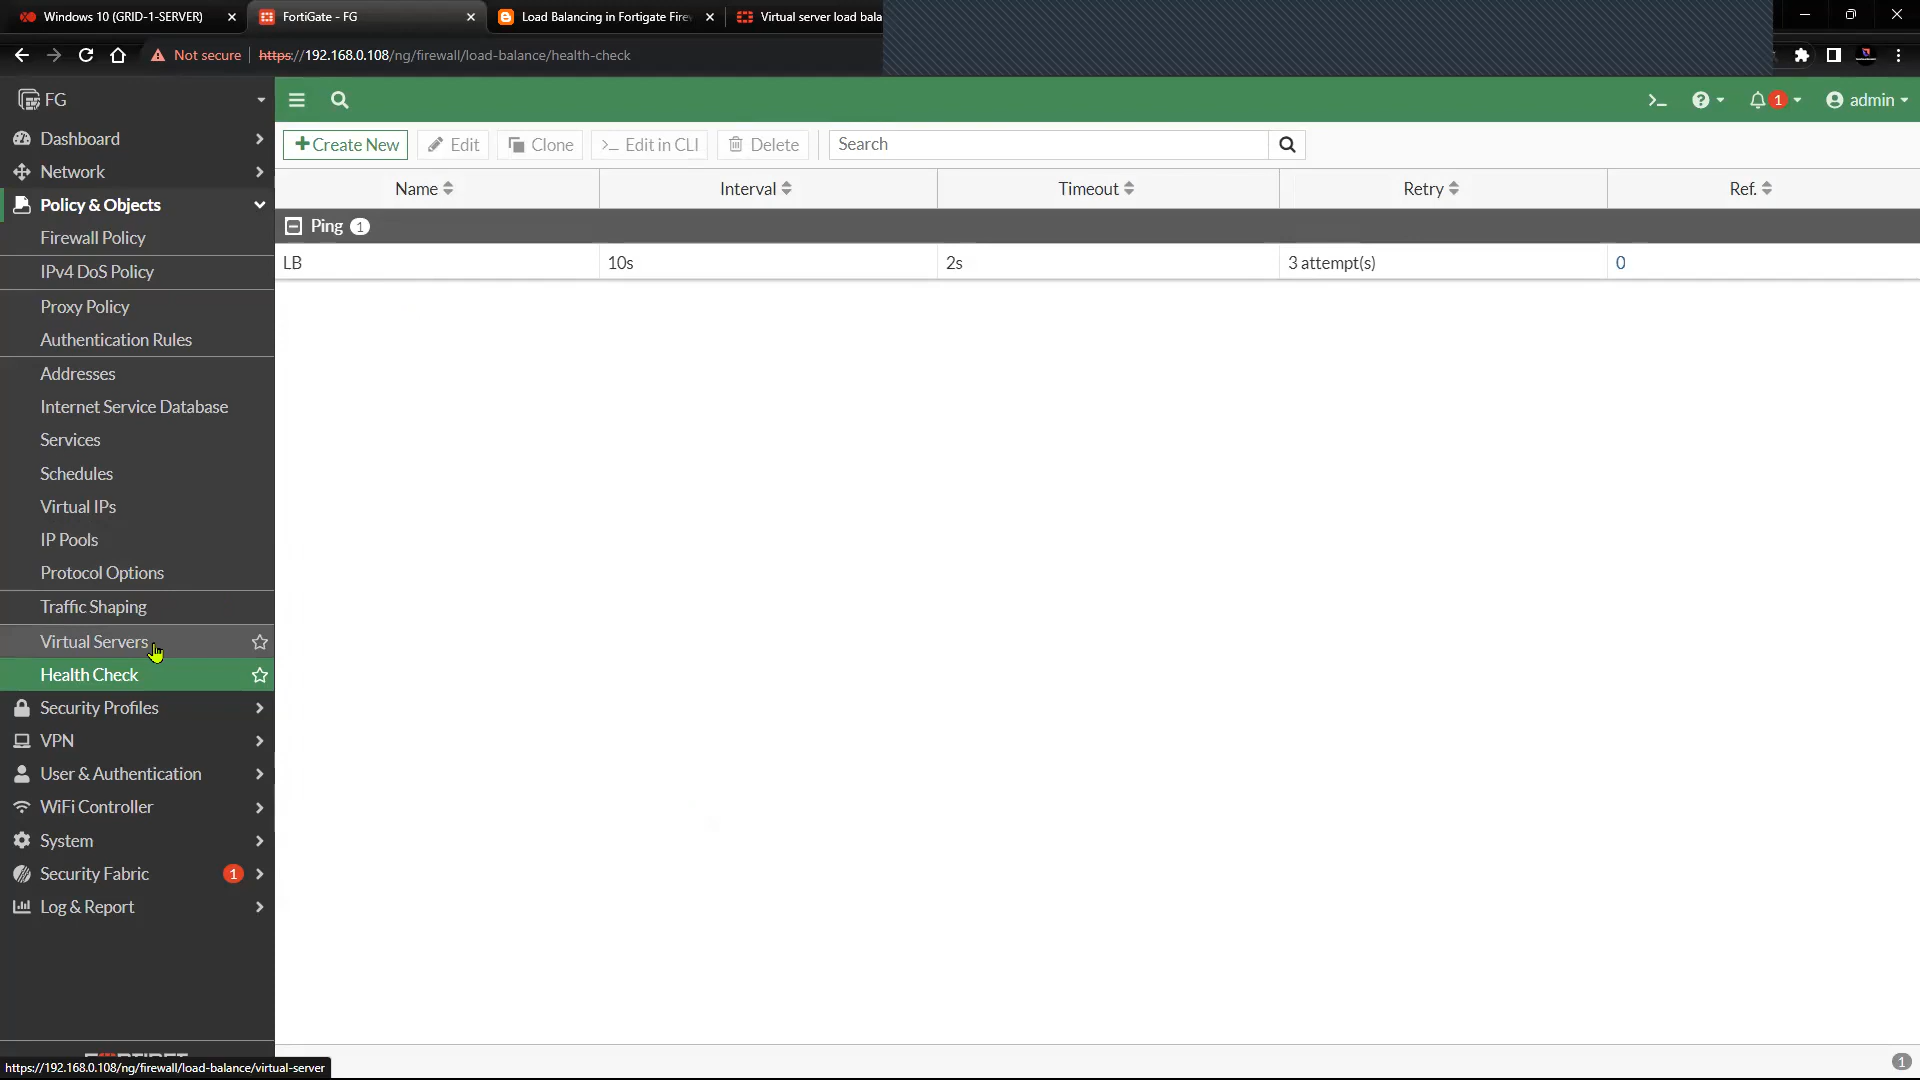 Windows 10 (GRID-1-SERVER)
FortiGate - FG
Load Balancing in Fortigate Fire
Virtual server load bala
Not secure
https://192.168.0.108/ng/firewall/load-balance/health-check
FG
1
admin
Dashboard
Network
Policy & Objects
Firewall Policy
IPv4 DoS Policy
Proxy Policy
Authentication Rules
Addresses
Internet Service Database
Services
Schedules
Virtual IPs
IP Pools
Protocol Options
Traffic Shaping
Virtual Servers
Health Check
Security Profiles
VPN
User & Authentication
WiFi Controller
System
Security Fabric 1
Log & Report
Create New
Edit
Clone
Edit in CLI
Delete
Search
Name Interval Timeout Retry Ref.
Ping 1
LB 10s 2s 3 attempt(s) 0
1
https://192.168.0.108/ng/firewall/load-balance/virtual-server